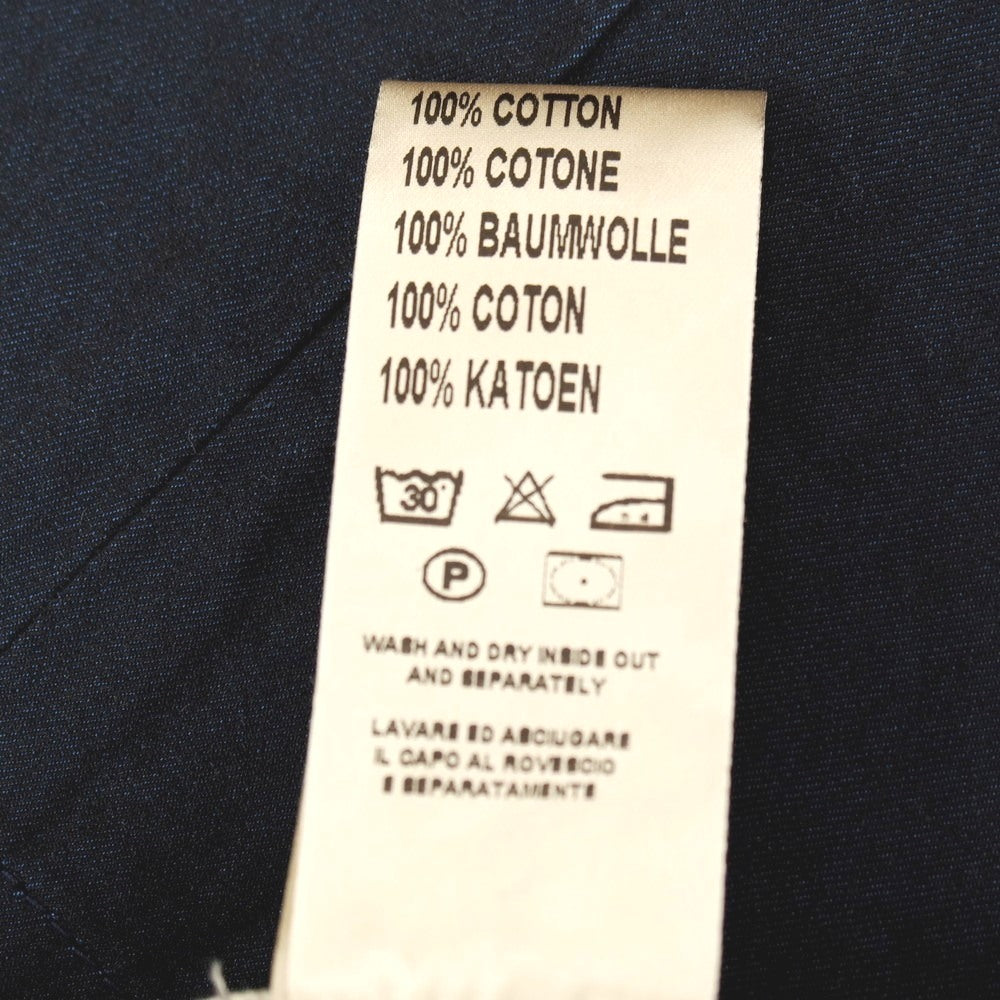 100% COTTON
100% COTONE
100% BAUMWOLLE
100% COTON
100% KATOEN
30°
P
WASH AND DRY INSIDE OUT
AND SEPARATELY
LAVARE ED ASCIUGARE
IL CAPO AL ROVESCIO
E SEPARATAMENTE